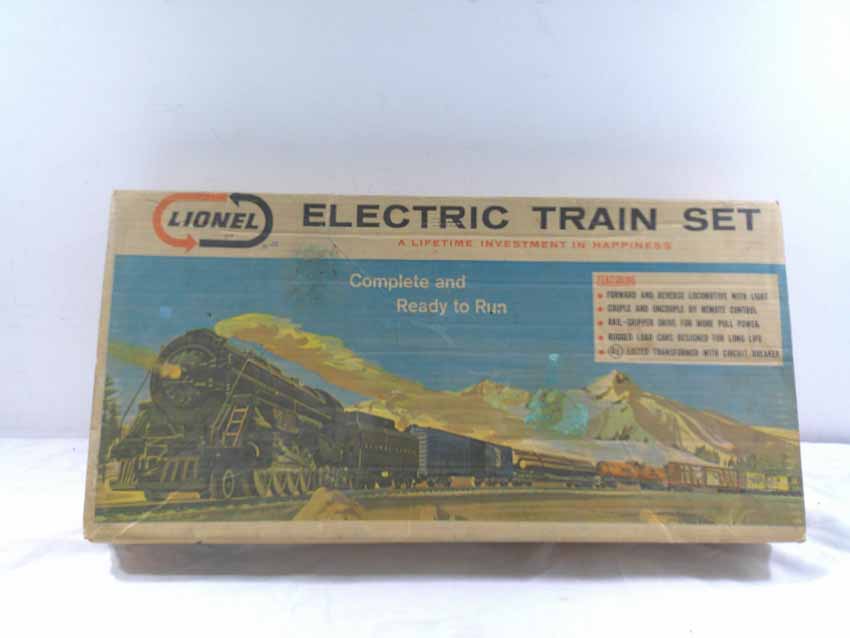 LIONEL
ELECTRIC TRAIN SET
A LIFETIME INVESTMENT IN HAPPINESS
Complete and
Ready to Run
FEATURING
FORWARD AND REVERSE LOCOMOTIVE WITH LIGHT
COUPLE AND UNCOUPLE BY REMOTE CONTROL
RAIL-GRIPPER DRIVE FOR MORE PULL POWER
RUGGED LOAD CARS DESIGNED FOR LONG LIFE
LISTED TRANSFORMER WITH CIRCUIT BREAKER
LIONEL LINES